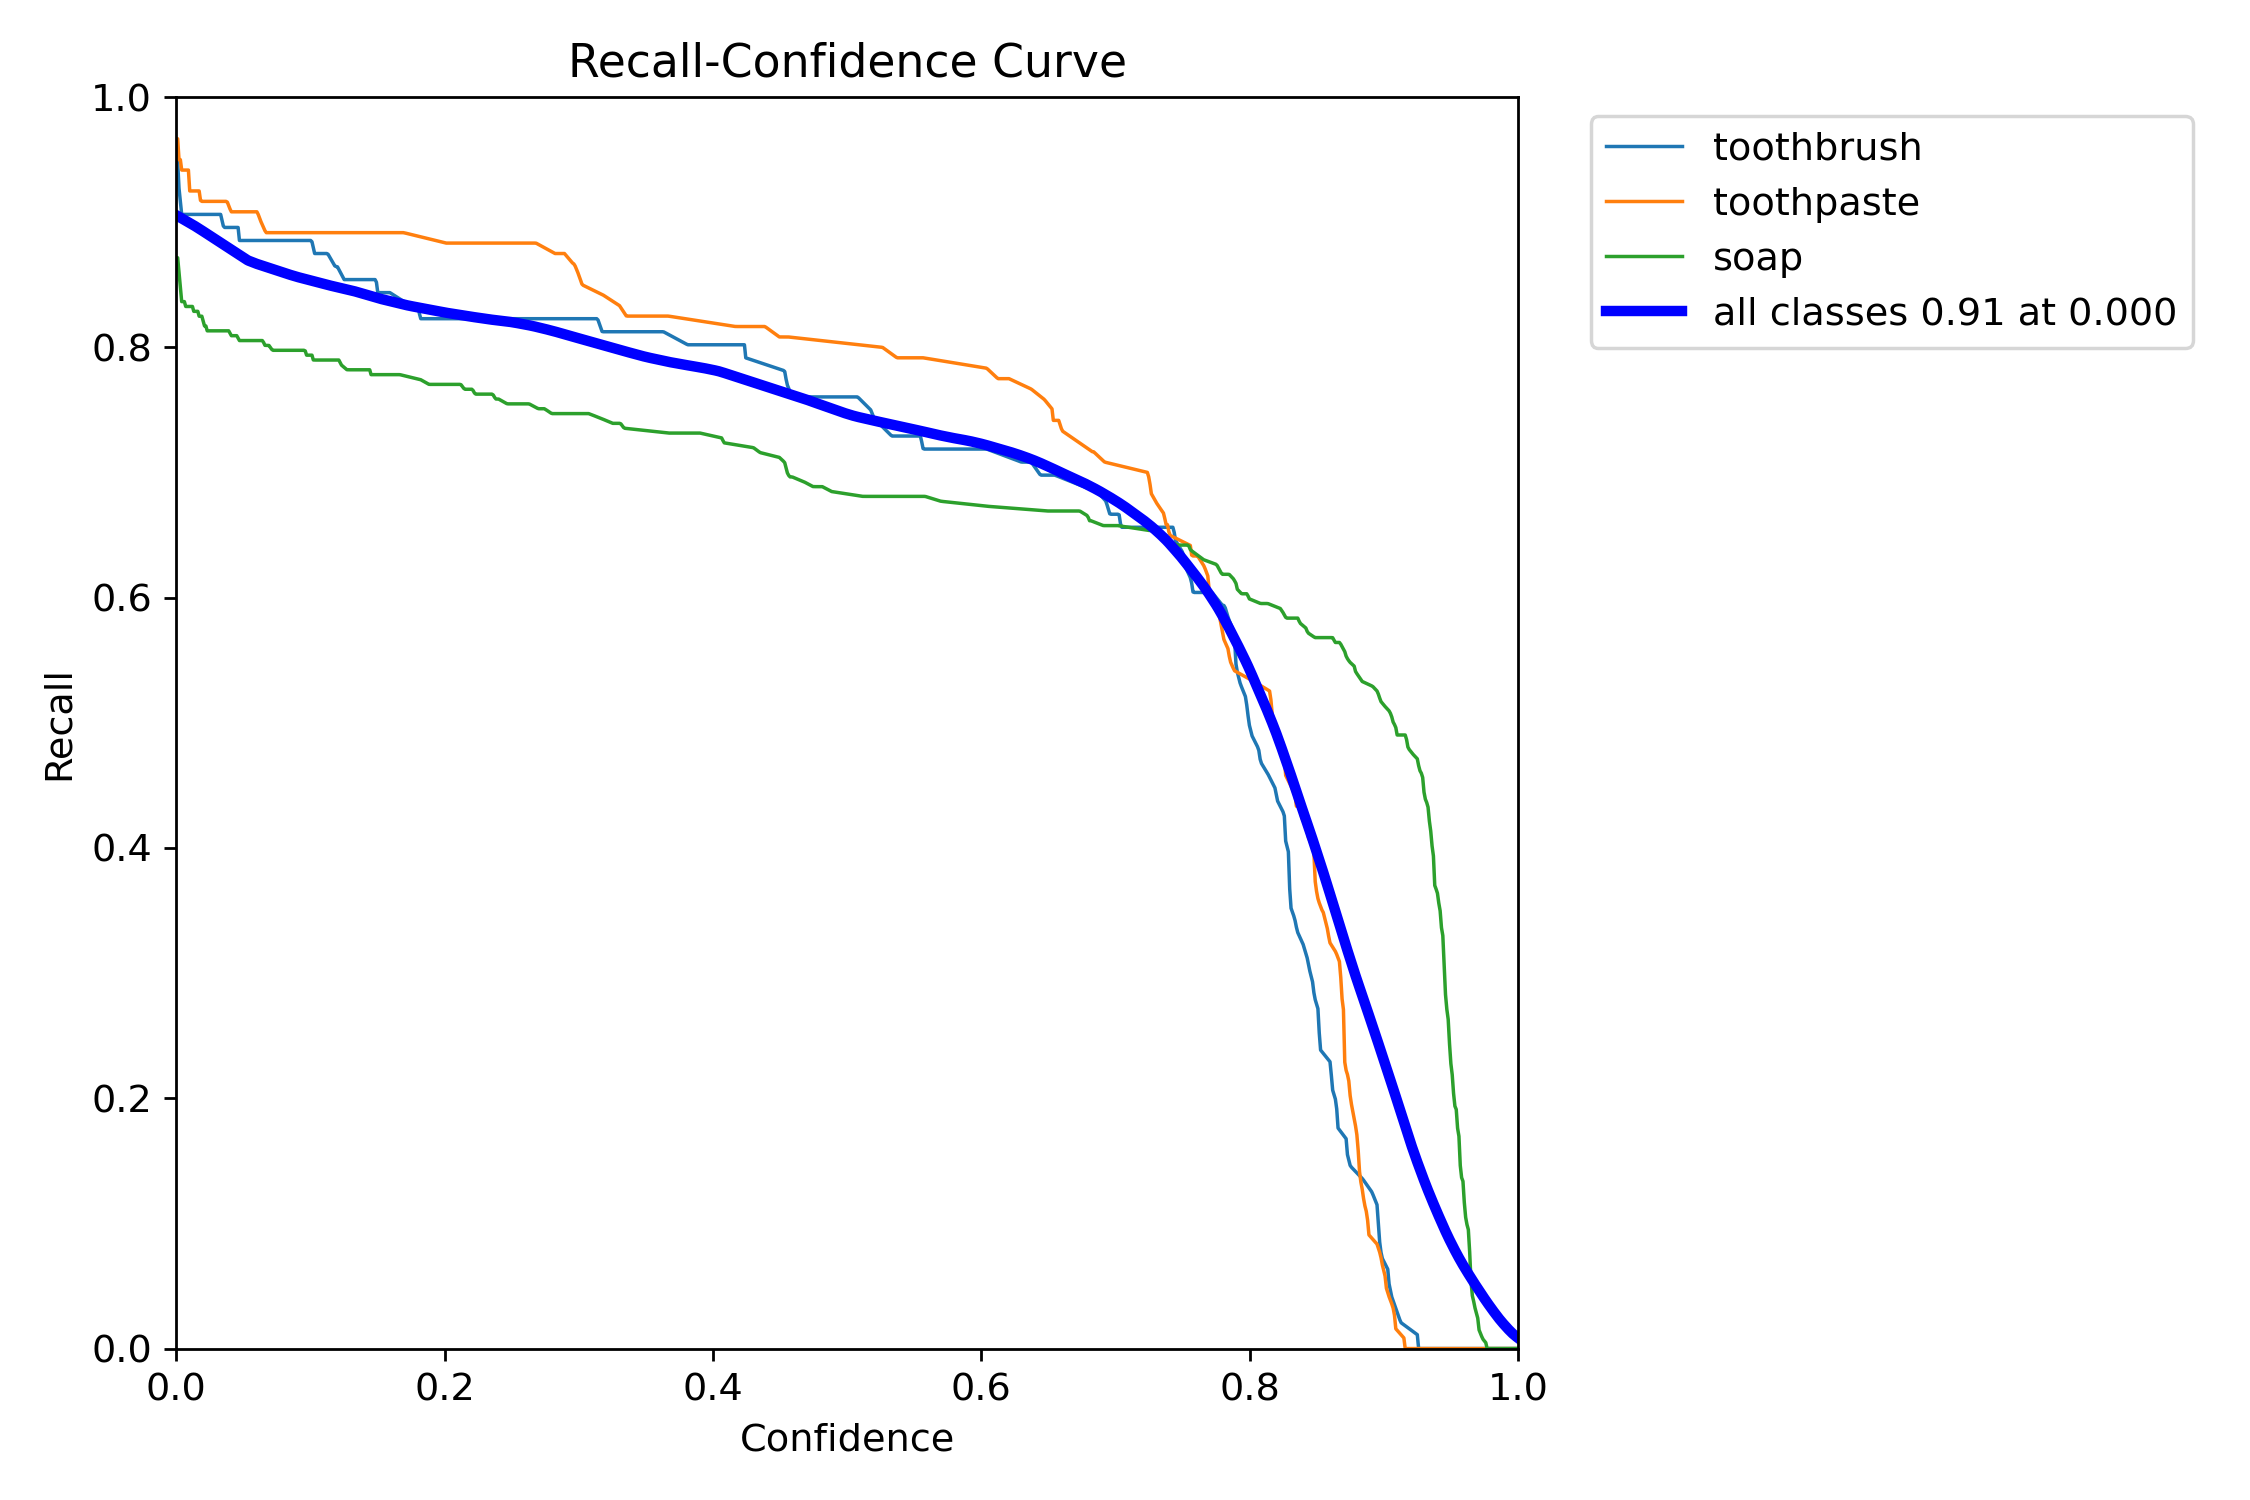 Recall-Confidence Curve
1.0
0.8
0.6
0.4
0.2
0.0
Recall
0.0 0.2 0.4 0.6 0.8 1.0
Confidence
toothbrush
toothpaste
soap
all classes 0.91 at 0.000